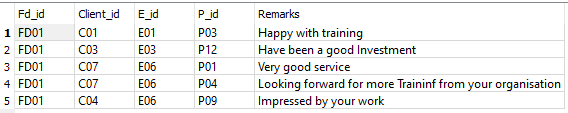 Fd_id Client_id E_id P_id Remarks
1 FD01 C01 E01 P03 Happy with training
2 FD01 C03 E03 P12 Have been a good Investment
3 FD01 C07 E06 P01 Very good service
4 FD01 C07 E06 P04 Looking forward for more Traininf from your organisation
5 FD01 C04 E06 P09 Impressed by your work